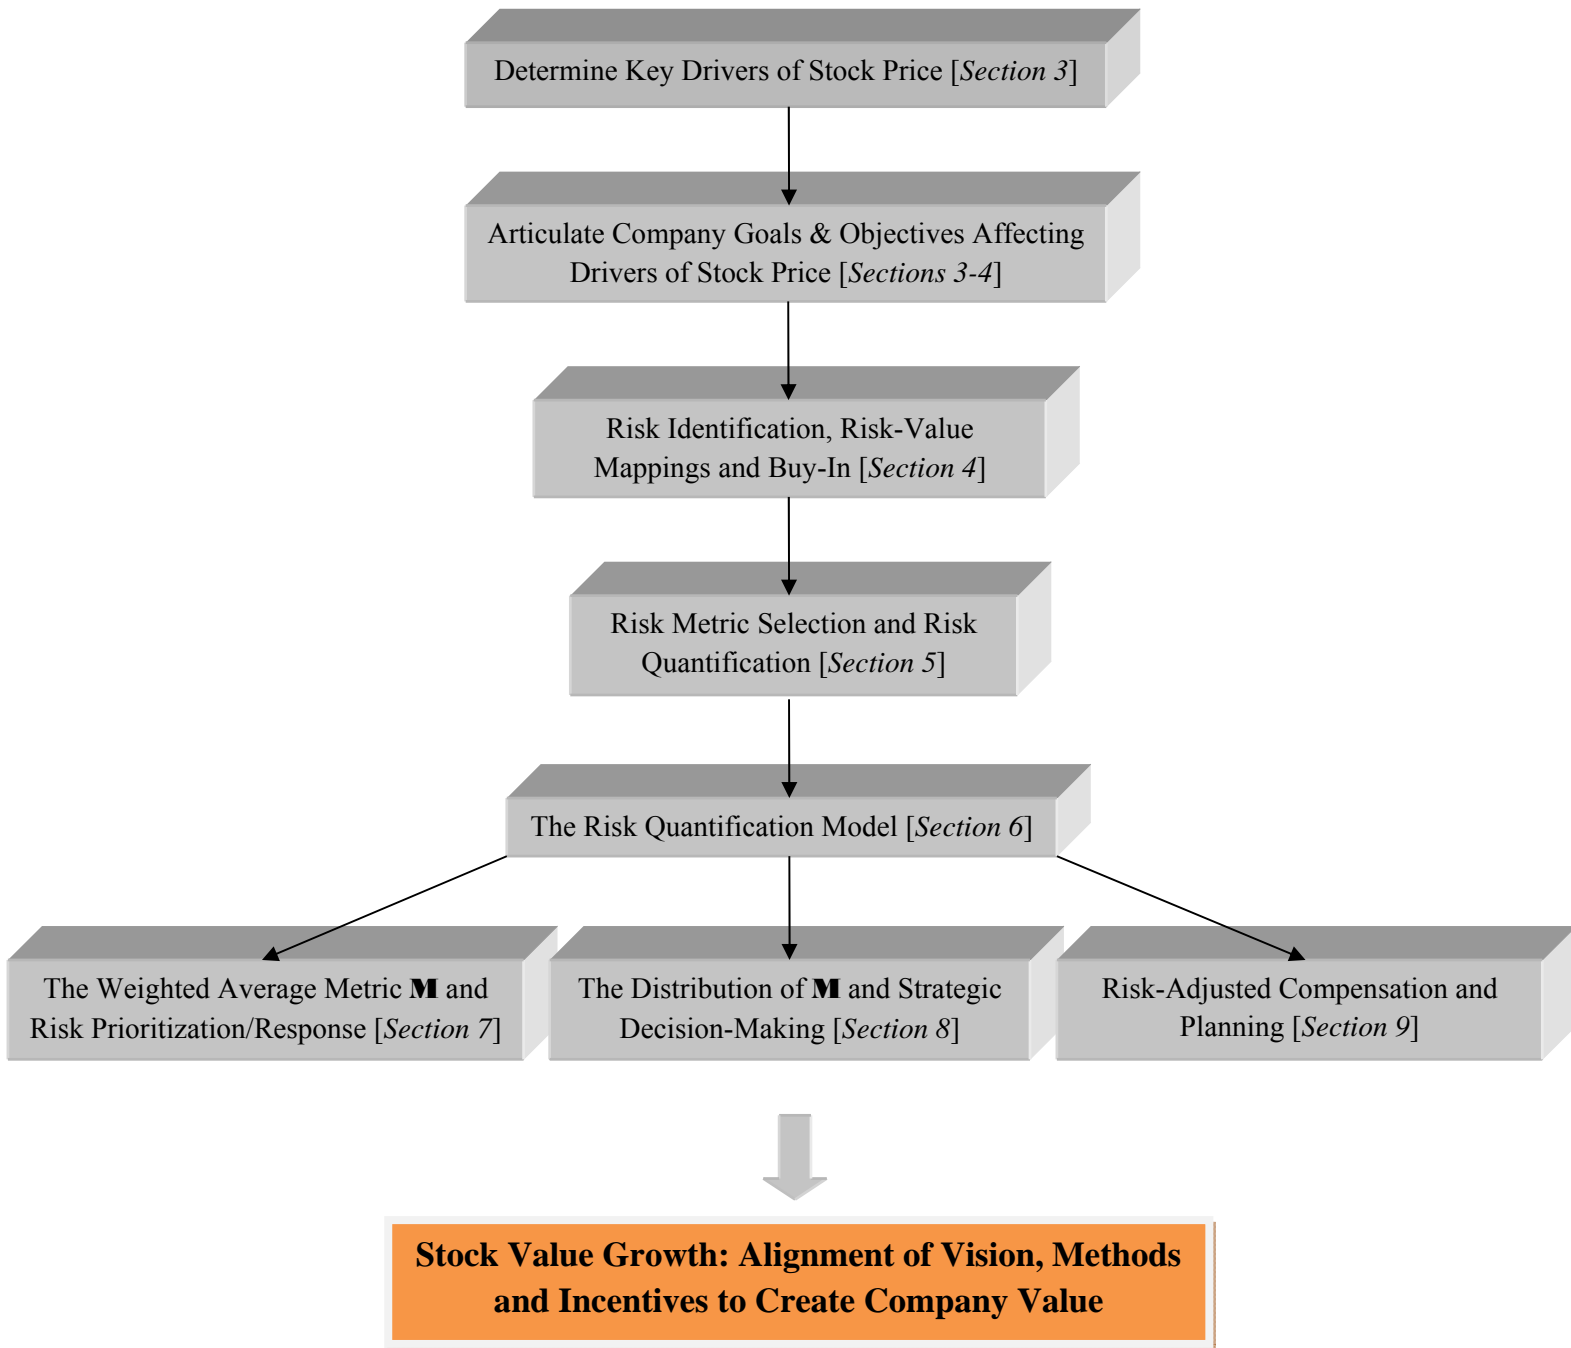 Determine Key Drivers of Stock Price [Section 3]
Articulate Company Goals & Objectives Affecting
Drivers of Stock Price [Sections 3-4]
Risk Identification, Risk-Value
Mappings and Buy-In [Section 4]
Risk Metric Selection and Risk
Quantification [Section 5]
The Risk Quantification Model [Section 6]
The Weighted Average Metric M and
Risk Prioritization/Response [Section 7]
The Distribution of M and Strategic
Decision-Making [Section 8]
Risk-Adjusted Compensation and
Planning [Section 9]
Stock Value Growth: Alignment of Vision, Methods
and Incentives to Create Company Value